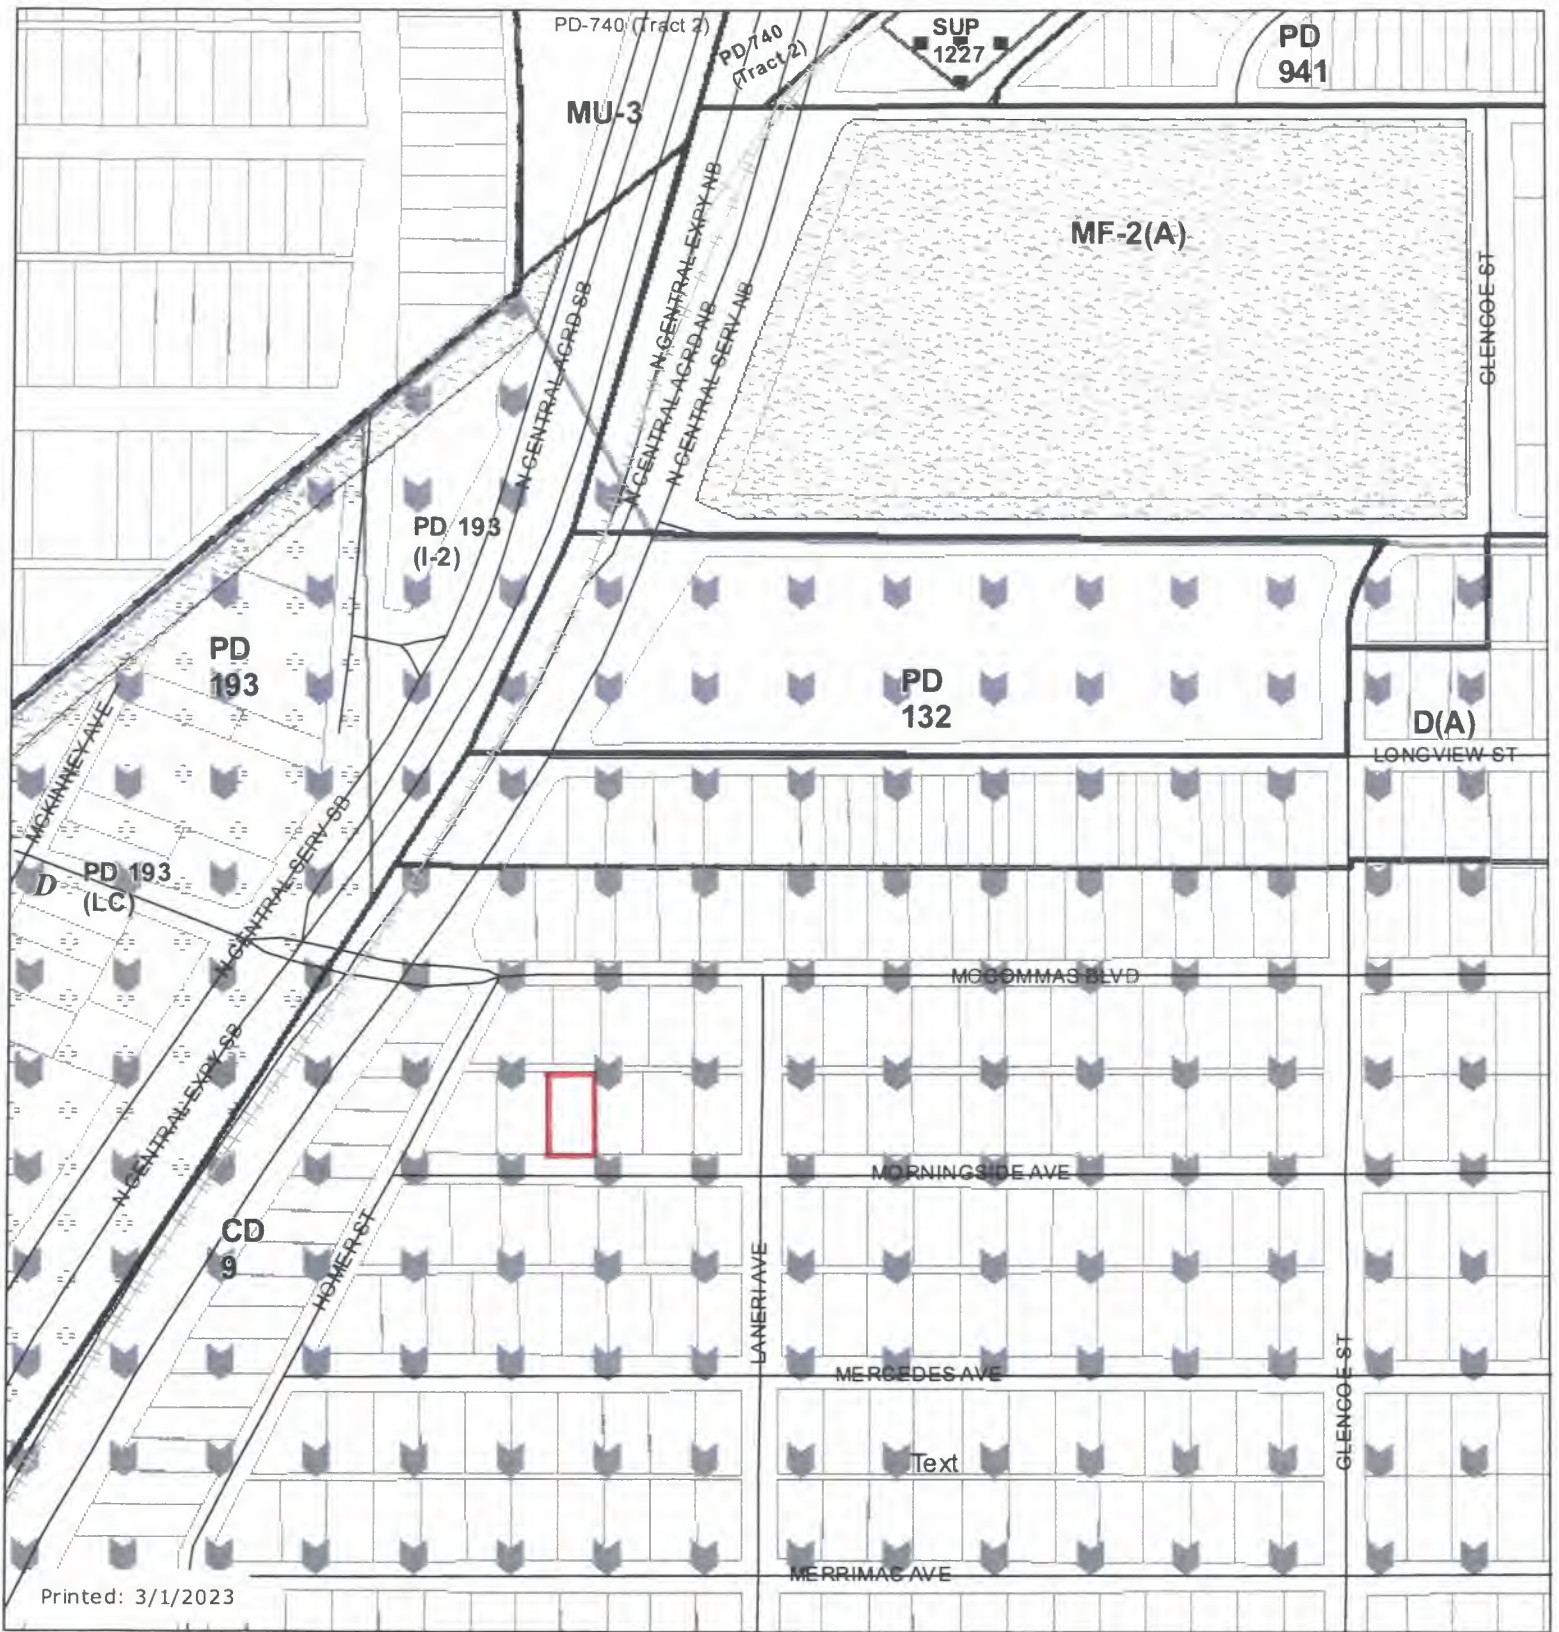 PD-740 (Tract 2)
PD 740
(Tract 2)
SUP
1227
PD
941
MU-3
MF-2(A)
GLENCOE ST
N CENTRAL EXPY NB
N CENTRAL ACRD SB
N CENTRAL ACRD NB
N CENTRAL SERV NB
PD 193
(I-2)
PD
193
PD
132
D(A)
LONGVIEW ST
MCKINNEY AVE
N CENTRAL SERV SB
PD 193
(LC)
D
MCCOMMAS BLVD
N CENTRAL EXPY SB
MORNINGSIDE AVE
CD
9
HOMER ST
LANERI AVE
MERCEDES AVE
GLENCOE ST
Text
MERRIMAC AVE
Printed: 3/1/2023